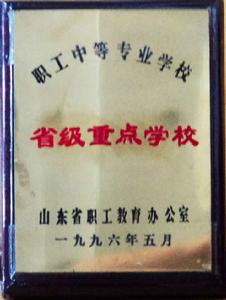 职工中等专业学校
省级重点学校
山东省职工教育办公室
一九九六年五月